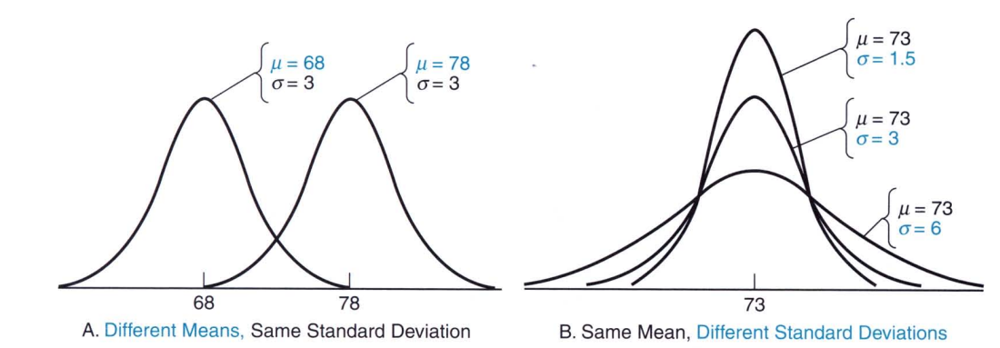 μ = 68
σ = 3
μ = 78
σ = 3
68
78
A. Different Means, Same Standard Deviation
μ = 73
σ = 1.5
μ = 73
σ = 3
μ = 73
σ = 6
73
B. Same Mean, Different Standard Deviations